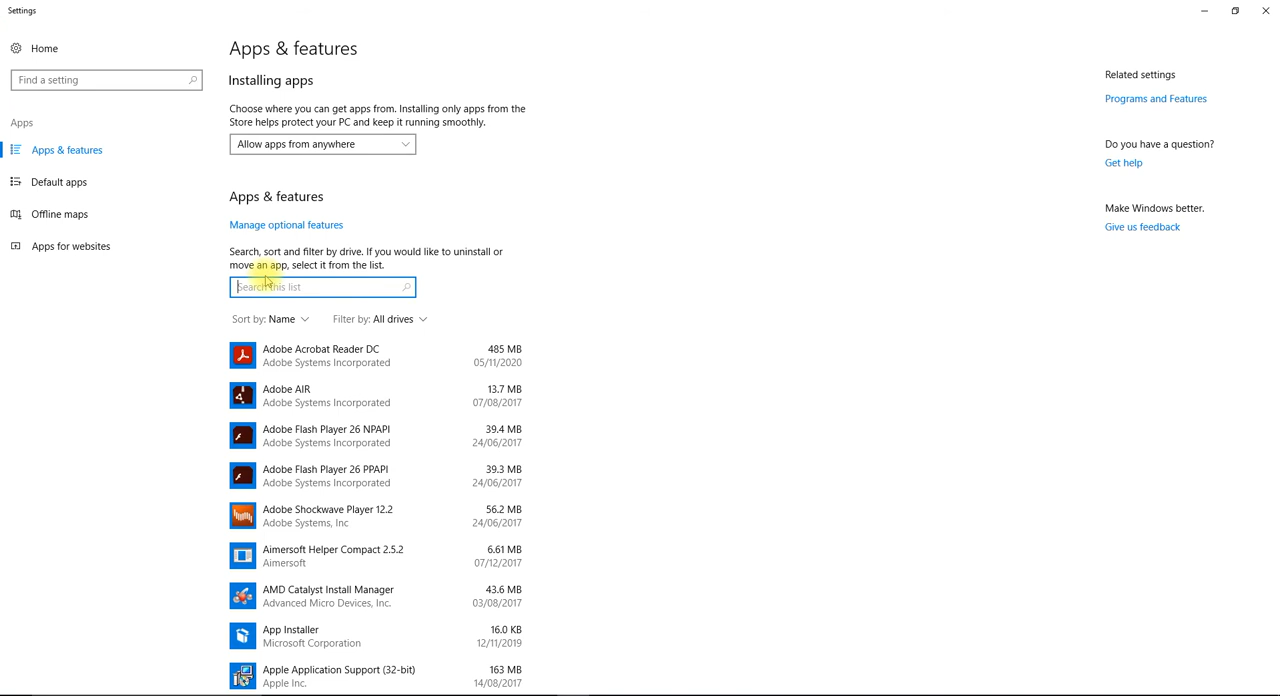 Settings
Home
Find a setting
Apps
Apps & features
Default apps
Offline maps
Apps for websites
Apps & features
Installing apps
Choose where you can get apps from. Installing only apps from the
Store helps protect your PC and keep it running smoothly.
Allow apps from anywhere
Apps & features
Manage optional features
Search, sort and filter by drive. If you would like to uninstall or
move an app, select it from the list.
Search this list
Sort by: Name Filter by: All drives
Adobe Acrobat Reader DC 485 MB
Adobe Systems Incorporated 05/11/2020
Adobe AIR 13.7 MB
Adobe Systems Incorporated 07/08/2017
Adobe Flash Player 26 NPAPI 39.4 MB
Adobe Systems Incorporated 24/06/2017
Adobe Flash Player 26 PPAPI 39.3 MB
Adobe Systems Incorporated 24/06/2017
Adobe Shockwave Player 12.2 56.2 MB
Adobe Systems, Inc 24/06/2017
Aimersoft Helper Compact 2.5.2 6.61 MB
Aimersoft 07/12/2017
AMD Catalyst Install Manager 43.6 MB
Advanced Micro Devices, Inc. 03/08/2017
App Installer 16.0 KB
Microsoft Corporation 12/11/2019
Apple Application Support (32-bit) 163 MB
Apple Inc. 14/08/2017
Related settings
Programs and Features
Do you have a question?
Get help
Make Windows better.
Give us feedback